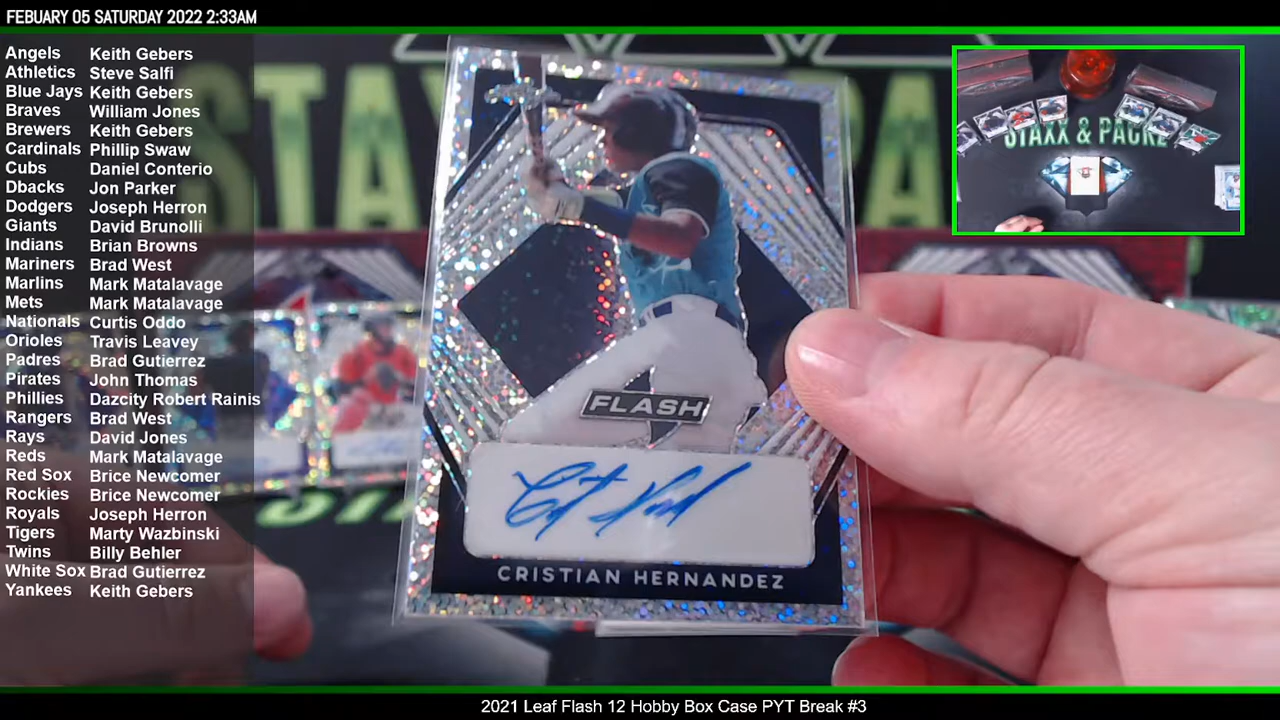 FEBUARY 05 SATURDAY 2022 2:33AM
Angels Keith Gebers
Athletics Steve Salfi
Blue Jays Keith Gebers
Braves William Jones
Brewers Keith Gebers
Cardinals Phillip Swaw
Cubs Daniel Conterio
Dbacks Jon Parker
Dodgers Joseph Herron
Giants David Brunolli
Indians Brian Browns
Mariners Brad West
Marlins Mark Matalavage
Mets Mark Matalavage
Nationals Curtis Oddo
Orioles Travis Leavey
Padres Brad Gutierrez
Pirates John Thomas
Phillies Dazcity Robert Rainis
Rangers Brad West
Rays David Jones
Reds Mark Matalavage
Red Sox Brice Newcomer
Rockies Brice Newcomer
Royals Joseph Herron
Tigers Marty Wazbinski
Twins Billy Behler
White Sox Brad Gutierrez
Yankees Keith Gebers
STAXX & PACKZ
FLASH
CRISTIAN HERNANDEZ
2021 Leaf Flash 12 Hobby Box Case PYT Break #3